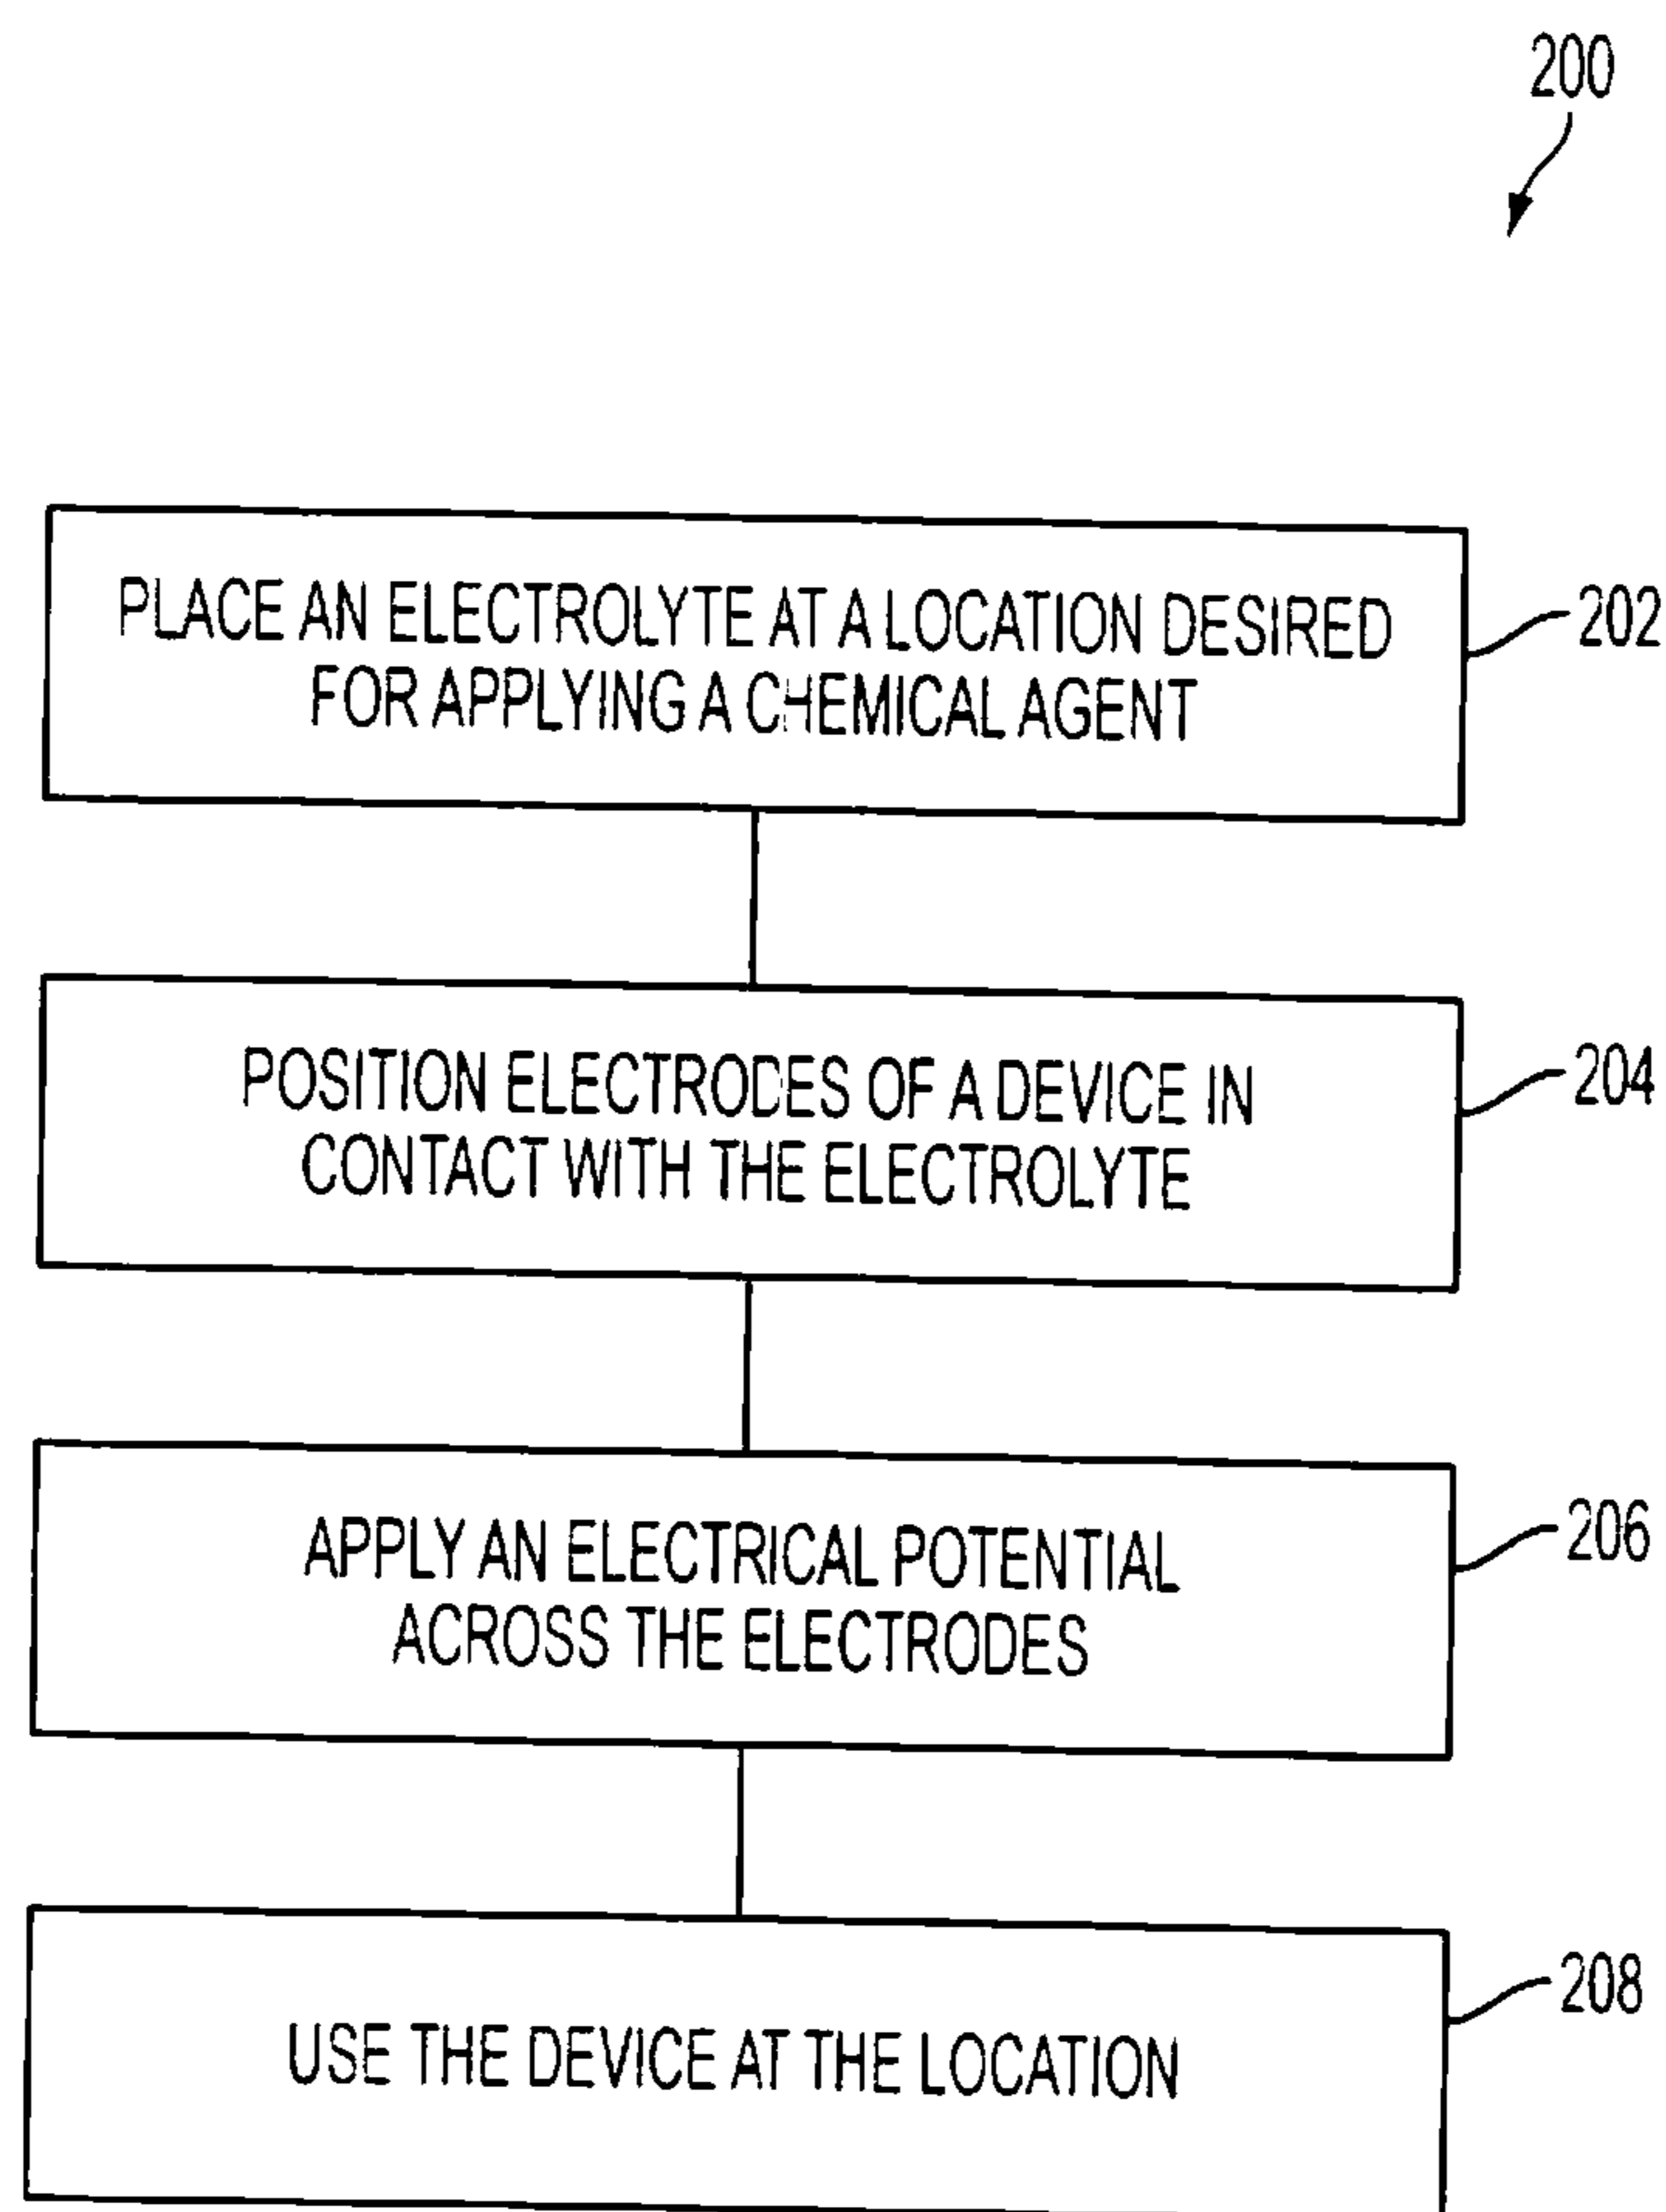 200
PLACE AN ELECTROLYTE AT A LOCATION DESIRED
FOR APPLYING A CHEMICAL AGENT
202
POSITION ELECTRODES OF A DEVICE IN
CONTACT WITH THE ELECTROLYTE
204
APPLY AN ELECTRICAL POTENTIAL
ACROSS THE ELECTRODES
206
USE THE DEVICE AT THE LOCATION
208